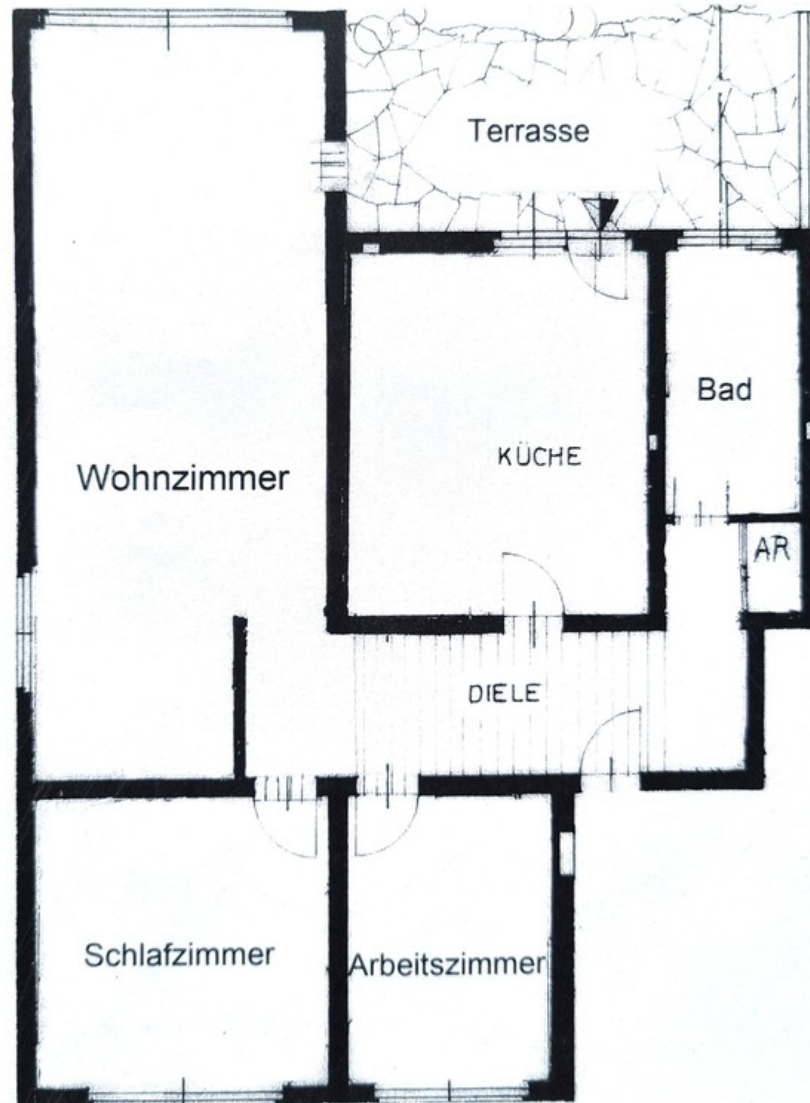 Terrasse
Bad
KÜCHE
Wohnzimmer
AR
DIELE
Schlafzimmer
Arbeitszimmer